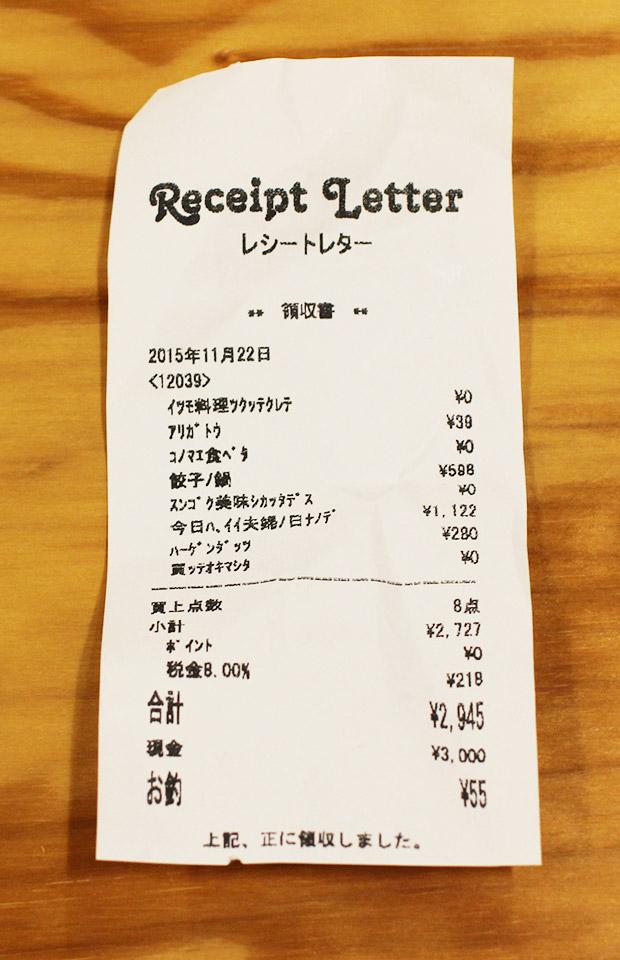 Receipt Letter
レシートレター
** 領収書 **
2015年11月22日
<12039>
イツモ料理ツクッテクレテ ¥0
アリガトウ ¥39
コノマエ食ベタ ¥0
餃子ノ鍋 ¥598
スンゴク美味シカッタデス ¥0
今日ハ、イイ夫婦ノ日ナノデ ¥1,122
ハーゲンダッツ ¥280
買ッテオキマシタ ¥0
買上点数 8点
小計 ¥2,727
ポイント ¥0
税金8.00% ¥218
合計 ¥2,945
現金 ¥3,000
お釣 ¥55
上記、正に領収しました。